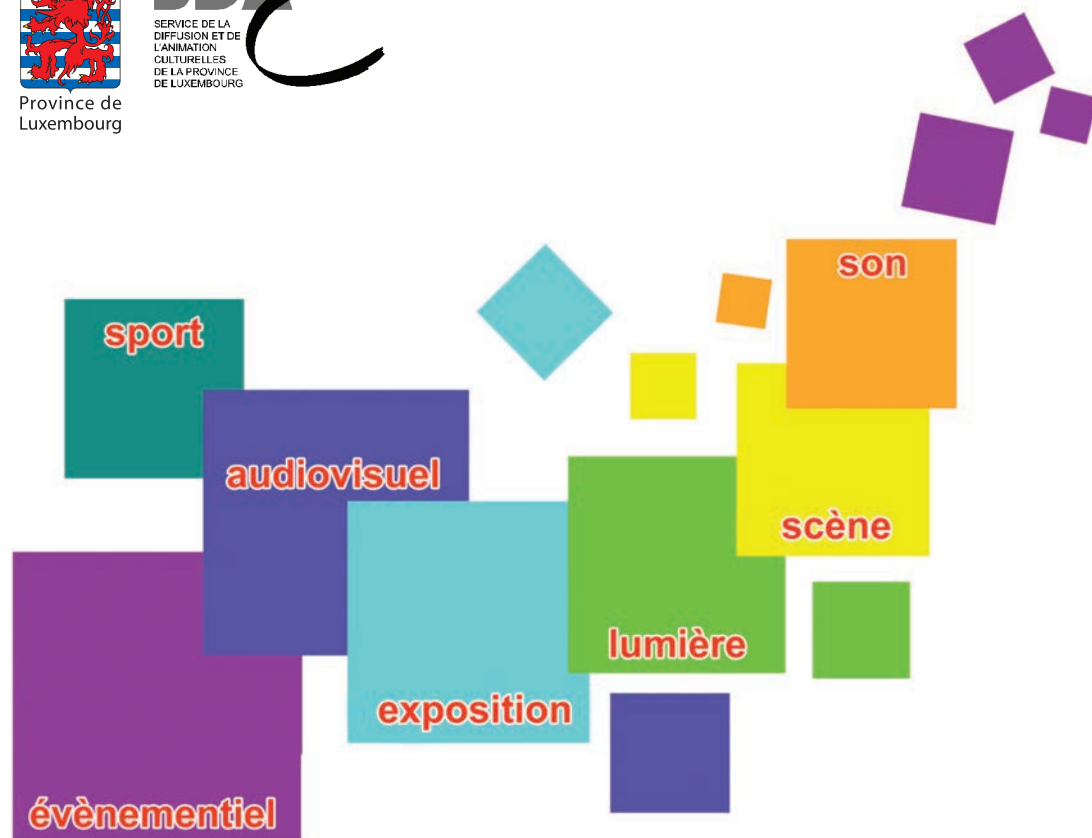 SERVICE DE LA
DIFFUSION ET DE
L'ANIMATION
CULTURELLES
DE LA PROVINCE
DE LUXEMBOURG
Province de
Luxembourg
son
sport
audiovisuel
scène
lumière
exposition
évènementiel